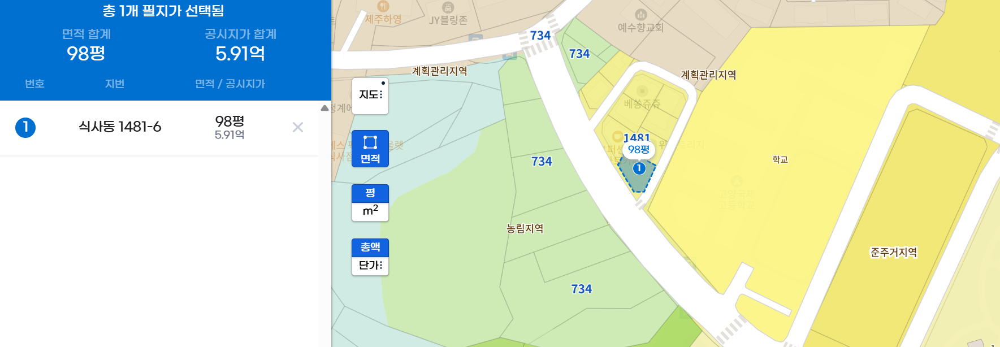 총 1개 필지가 선택됨
면적 합계
공시지가 합계
98평
5.91억
번호
지번
면적 / 공시지가
1
식사동 1481-6
98평
5.91억
제주하영
JY블링존
예수향교회
734
734
계획관리지역
계획관리지역
지도
베쏭쥬쥬
1481
98평
1
면적
734
학교
고양국제
고등학교
평
m²
농림지역
총액
단가
준주거지역
734